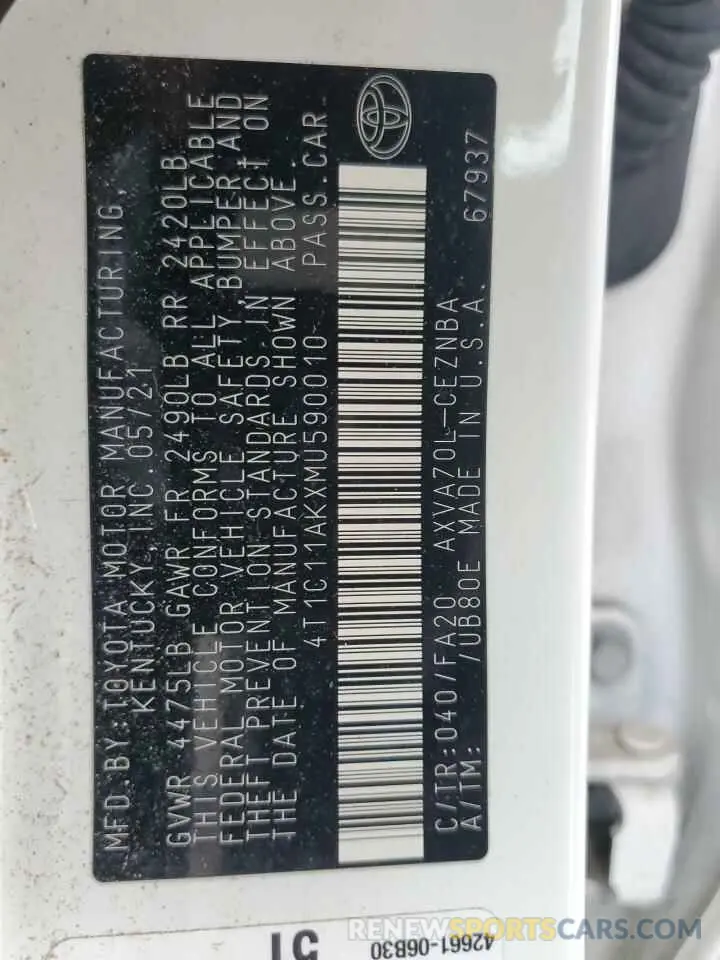 MFD.BY:TOYOTA MOTOR MANUFACTURING,
KENTUCKY,INC.05/21
GVWR 4475LB GAWR FR 2490LB RR 2420LB
THIS VEHICLE CONFORMS TO ALL APPLICABLE
FEDERAL MOTOR VEHICLE SAFETY,BUMPER,AND
THEFT PREVENTION STANDARDS IN EFFECT ON
THE DATE OF MANUFACTURE SHOWN ABOVE.
4T1C11AKXMU590010 PASS.CAR
C/TR:040/FA20 AXVA70L-CEZNBA 67937
A/TM: /UB80E MADE IN U.S.A.
42661-06B30
51
RENEWSPORTSCARS.COM